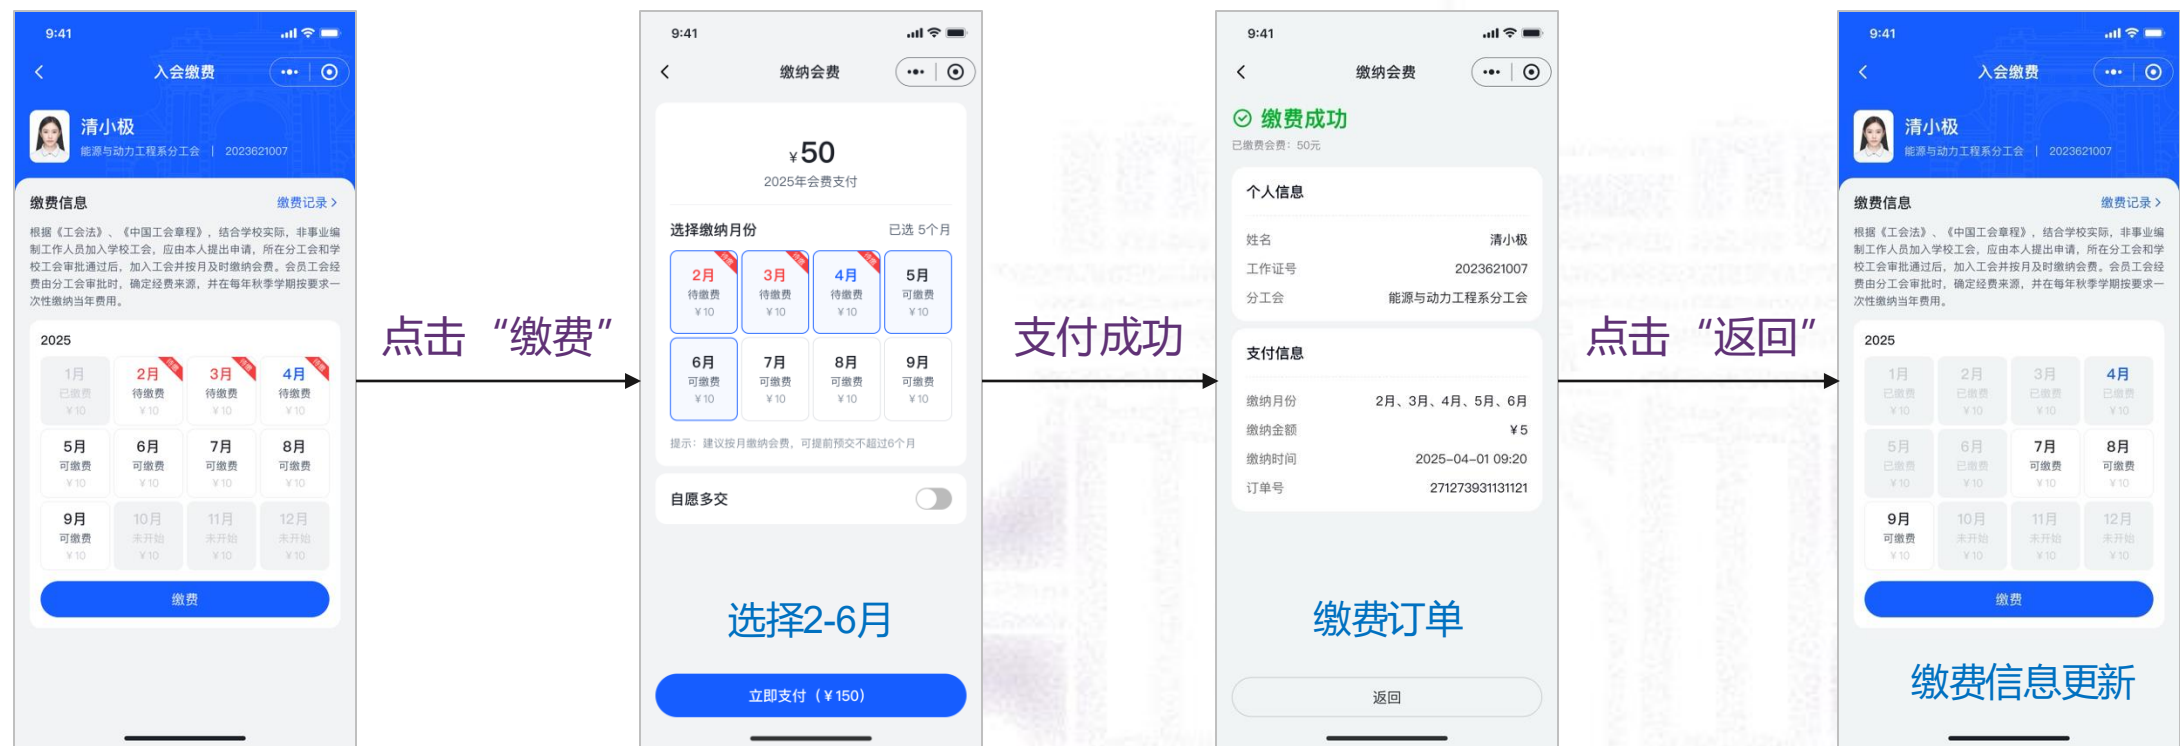 9:41
入会缴费
清小极
能源与动力工程系分工会 | 2023621007
缴费信息
缴费记录 >
根据《工会法》、《中国工会章程》，结合学校实际，非事业编
制工作人员加入学校工会，应由本人提出申请，所在分工会和学
校工会审批通过后，加入工会并按月及时缴纳会费。会员工会经
费由分工会审批时，确定经费来源，并在每年秋季学期按要求一
次性缴纳当年费用。
2025
1月 2月 3月 4月
已缴费 待缴费 待缴费 待缴费
¥10 ¥10 ¥10 ¥10
5月 6月 7月 8月
可缴费 可缴费 可缴费 可缴费
¥10 ¥10 ¥10 ¥10
9月 10月 11月 12月
可缴费 未开始 未开始 未开始
¥10 ¥10 ¥10 ¥10
缴费
点击“缴费”
9:41
缴纳会费
¥50
2025年会费支付
选择缴纳月份 已选 5个月
2月 3月 4月 5月
待缴费 待缴费 待缴费 可缴费
¥10 ¥10 ¥10 ¥10
6月 7月 8月 9月
可缴费 可缴费 可缴费 可缴费
¥10 ¥10 ¥10 ¥10
提示：建议按月缴纳会费，可提前预交不超过6个月
自愿多交
选择2-6月
立即支付（¥150）
支付成功
9:41
缴纳会费
缴费成功
已缴费会费：50元
个人信息
姓名 清小极
工作证号 2023621007
分工会 能源与动力工程系分工会
支付信息
缴纳月份 2月、3月、4月、5月、6月
缴纳金额 ¥5
缴纳时间 2025-04-01 09:20
订单号 271273931131121
缴费订单
返回
点击“返回”
9:41
入会缴费
清小极
能源与动力工程系分工会 | 2023621007
缴费信息
缴费记录 >
根据《工会法》、《中国工会章程》，结合学校实际，非事业编
制工作人员加入学校工会，应由本人提出申请，所在分工会和学
校工会审批通过后，加入工会并按月及时缴纳会费。会员工会经
费由分工会审批时，确定经费来源，并在每年秋季学期按要求一
次性缴纳当年费用。
2025
1月 2月 3月 4月
已缴费 已缴费 已缴费 已缴费
¥10 ¥10 ¥10 ¥10
5月 6月 7月 8月
已缴费 已缴费 可缴费 可缴费
¥10 ¥10 ¥10 ¥10
9月 10月 11月 12月
可缴费 未开始 未开始 未开始
¥10 ¥10 ¥10 ¥10
缴费
缴费信息更新